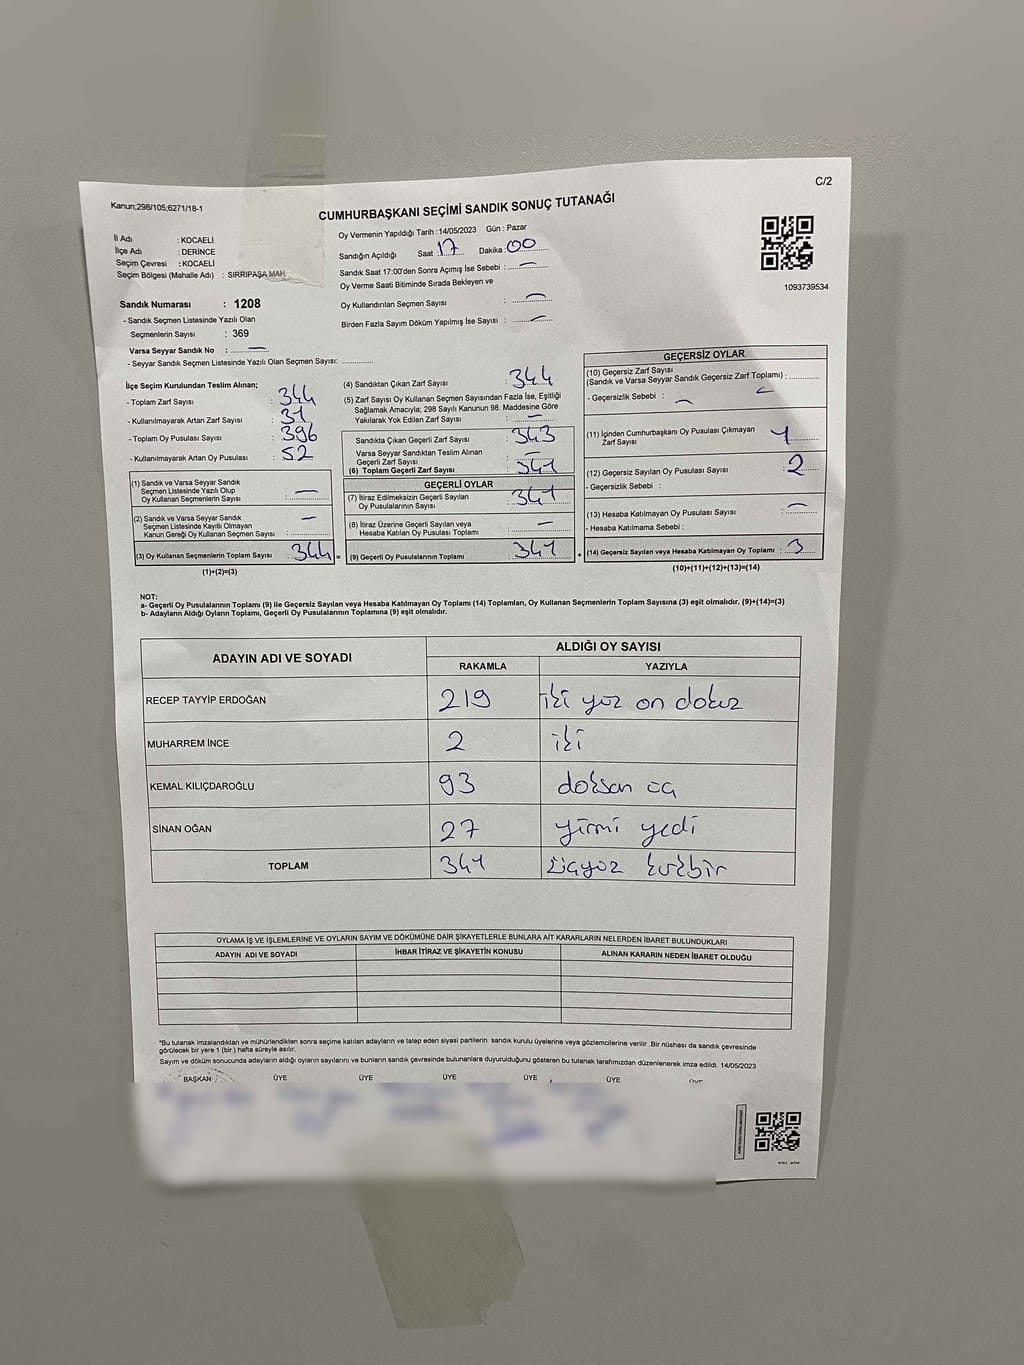 C/2
Kanun;298/105;6271/18-1
CUMHURBAŞKANI SEÇİMİ SANDIK SONUÇ TUTANAĞI
İl Adı : KOCAELİ
İlçe Adı : DERİNCE
Seçim Çevresi : KOCAELİ
Seçim Bölgesi (Mahalle Adı) : SIRRIPAŞA MAH.
Oy Vermenin Yapıldığı Tarih :14/05/2023 Gün : Pazar
Sandığın Açıldığı Saat : 17 Dakika : 00
Sandık Saat 17:00'den Sonra Açımış İse Sebebi : —
Oy Verme Saati Bitiminde Sırada Bekleyen ve
Oy Kullandırılan Seçmen Sayısı : —
Birden Fazla Sayım Döküm Yapılmış İse Sayısı : —
1093739534
Sandık Numarası : 1208
- Sandık Seçmen Listesinde Yazılı Olan
Seçmenlerin Sayısı : 369
Varsa Seyyar Sandık No : —
- Seyyar Sandık Seçmen Listesinde Yazılı Olan Seçmen Sayısı:
İlçe Seçim Kurulundan Teslim Alınan;
- Toplam Zarf Sayısı : 344
- Kullanılmayarak Artan Zarf Sayısı : 31
- Toplam Oy Pusulası Sayısı : 396
- Kullanılmayarak Artan Oy Pusulası : 52
(1) Sandık ve Varsa Seyyar Sandık
Seçmen Listesinde Yazılı Olup
Oy Kullanan Seçmenlerin Sayısı : —
(2) Sandık ve Varsa Seyyar Sandık
Seçmen Listesinde Kayıtlı Olmayan
Kanun Gereği Oy Kullanan Seçmen Sayısı : —
(3) Oy Kullanan Seçmenlerin Toplam Sayısı : 344 =
(1)+(2)=(3)
(4) Sandıktan Çıkan Zarf Sayısı : 344
(5) Zarf Sayısı Oy Kullanan Seçmen Sayısından Fazla İse, Eşitliği
Sağlamak Amacıyla; 298 Sayılı Kanunun 98. Maddesine Göre
Yakılarak Yok Edilen Zarf Sayısı : —
Sandıkta Çıkan Geçerli Zarf Sayısı : 343
Varsa Seyyar Sandıktan Teslim Alınan
Geçerli Zarf Sayısı : —
(6) Toplam Geçerli Zarf Sayısı : 341
GEÇERLİ OYLAR
(7) İtiraz Edilmeksizin Geçerli Sayılan
Oy Pusulalarının Sayısı : 341
(8) İtiraz Üzerine Geçerli Sayılan veya
Hesaba Katılan Oy Pusulası Toplamı : —
(9) Geçerli Oy Pusulalarının Toplamı : 341 +
GEÇERSİZ OYLAR
(10) Geçersiz Zarf Sayısı
(Sandık ve Varsa Seyyar Sandık Geçersiz Zarf Toplamı) :
- Geçersizlik Sebebi : —
(11) İçinden Cumhurbaşkanı Oy Pusulası Çıkmayan
Zarf Sayısı : 1
(12) Geçersiz Sayılan Oy Pusulası Sayısı : 2
- Geçersizlik Sebebi :
(13) Hesaba Katılmayan Oy Pusulası Sayısı : —
- Hesaba Katılmama Sebebi :
(14) Geçersiz Sayılan veya Hesaba Katılmayan Oy Toplamı : 3
(10)+(11)+(12)+(13)=(14)
NOT:
a- Geçerli Oy Pusulalarının Toplamı (9) ile Geçersiz Sayılan veya Hesaba Katılmayan Oy Toplamı (14) Toplamları, Oy Kullanan Seçmenlerin Toplam Sayısına (3) eşit olmalıdır. (9)+(14)=(3)
b- Adayların Aldığı Oyların Toplamı, Geçerli Oy Pusulalarının Toplamına (9) eşit olmalıdır.
ADAYIN ADI VE SOYADI ALDIĞI OY SAYISI
RAKAMLA YAZIYLA
RECEP TAYYİP ERDOĞAN 219 iki yüz on dokuz
MUHARREM İNCE 2 iki
KEMAL KILIÇDAROĞLU 93 doksan üç
SİNAN OĞAN 27 yirmi yedi
TOPLAM 341 üçyüz kırkbir
OYLAMA İŞ VE İŞLEMLERİNE VE OYLARIN SAYIM VE DÖKÜMÜNE DAİR ŞİKAYETLERLE BUNLARA AİT KARARLARIN NELERDEN İBARET BULUNDUKLARI
ADAYIN ADI VE SOYADI İHBAR İTİRAZ VE ŞİKAYETİN KONUSU ALINAN KARARIN NEDEN İBARET OLDUĞU
*Bu tutanak imzalandıktan ve mühürlendikten sonra seçime katılan adayların ve talep eden siyasi partilerin sandık kurulu üyelerine veya gözlemcilerine verilir .Bir nüshası da sandık çevresinde
görülecek bir yere 1 (bir ) hafta süreyle asılır.
Sayım ve döküm sonucunda adayların aldığı oyların sayılarını ve bunların sandık çevresinde bulunanlara duyurulduğunu gösteren bu tutanak tarafımızdan düzenlenerek imza edildi. 14/05/2023
BAŞKAN ÜYE ÜYE ÜYE ÜYE ÜYE